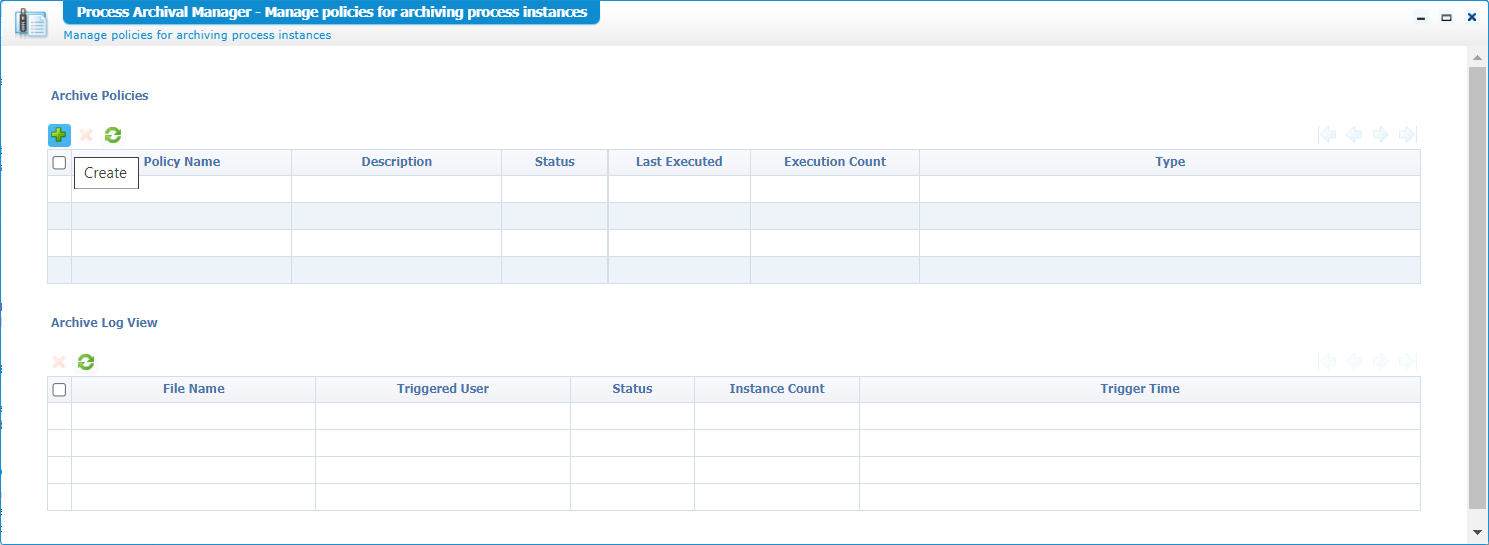 Process Archival Manager - Manage policies for archiving process instances
Manage policies for archiving process instances
Archive Policies
Policy Name Description Status Last Executed Execution Count Type
Create
Archive Log View
File Name Triggered User Status Instance Count Trigger Time